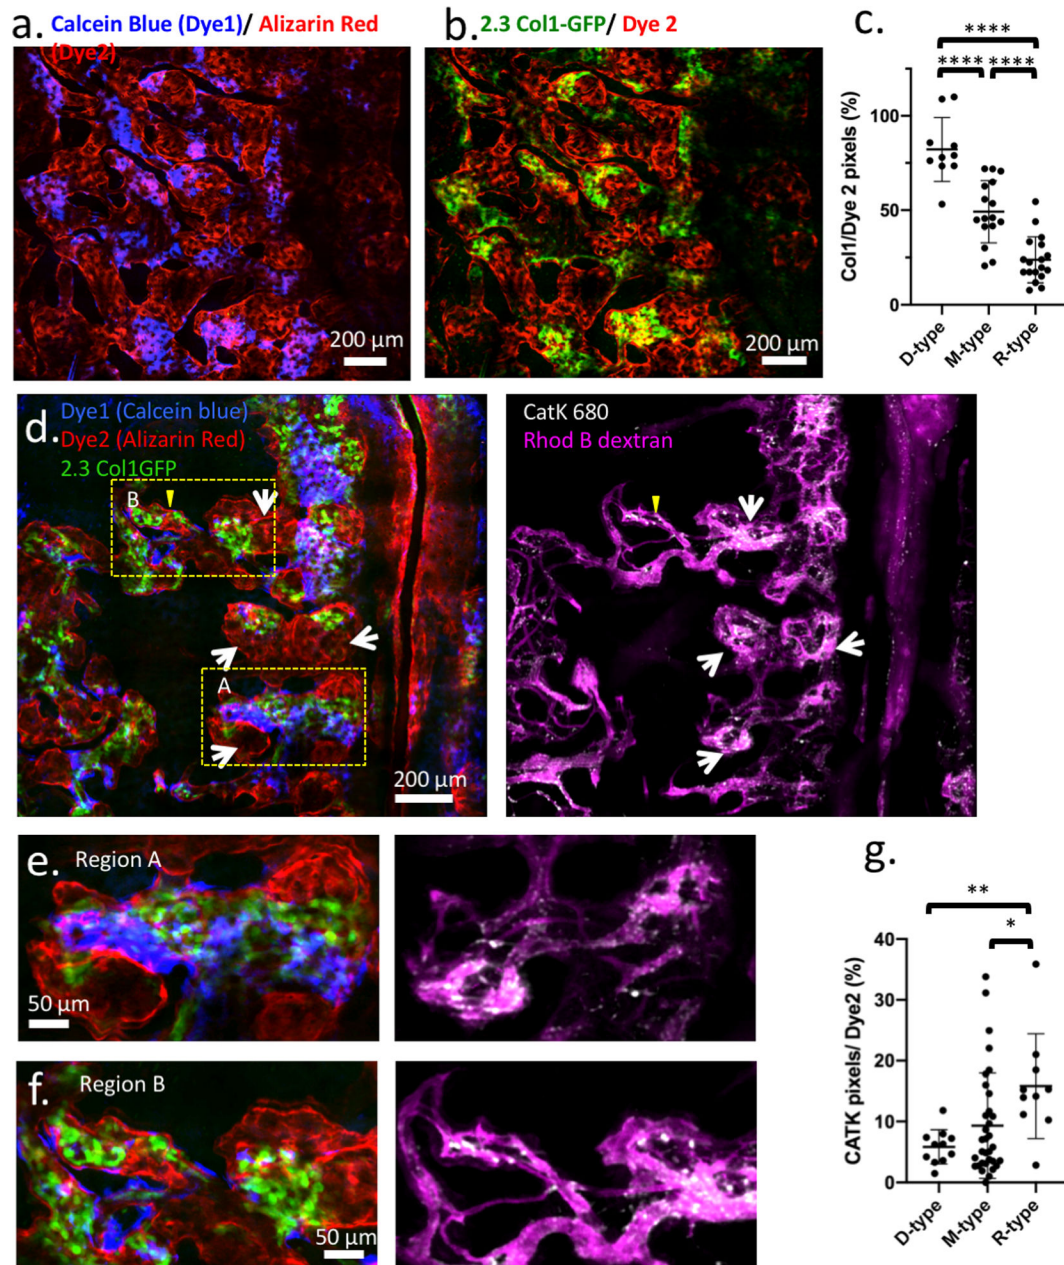 a.
Calcein Blue (Dye1)/ Alizarin Red
(Dye2)
200 µm
b.
2.3 Col1-GFP/ Dye 2
200 µm
c.
****
**** ****
Col1/Dye 2 pixels (%)
100
50
0
D-type
M-type
R-type
d.
Dye1 (Calcein blue)
Dye2 (Alizarin Red)
2.3 Col1GFP
B
A
200 µm
CatK 680
Rhod B dextran
e.
Region A
50 µm
f.
Region B
50 µm
g.
**
*
CATK pixels/ Dye2 (%)
40
30
20
10
0
D-type
M-type
R-type